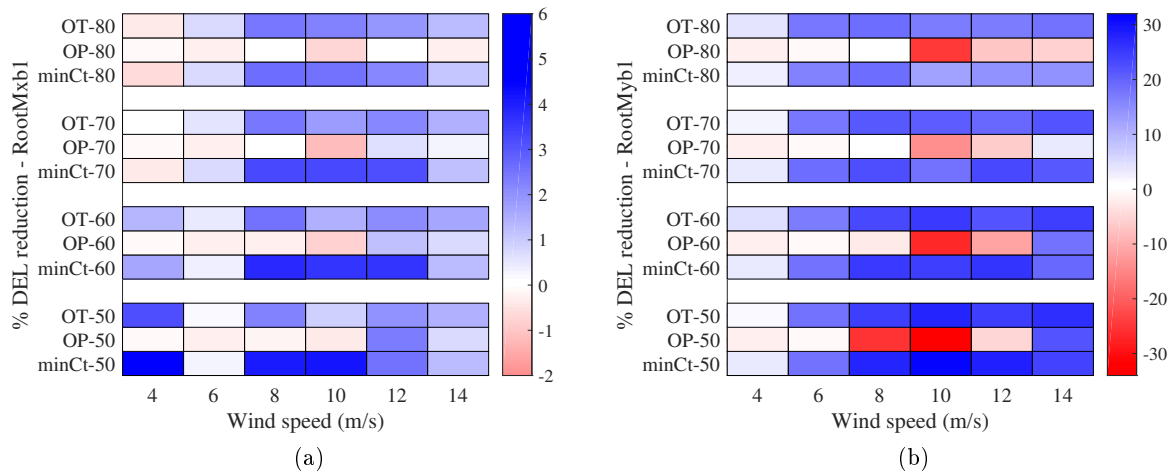 % DEL reduction - RootMxb1
OT-80
OP-80
minCt-80
OT-70
OP-70
minCt-70
OT-60
OP-60
minCt-60
OT-50
OP-50
minCt-50
4 6 8 10 12 14
Wind speed (m/s)
6
5
4
3
2
1
0
-1
-2
(a)
% DEL reduction - RootMyb1
OT-80
OP-80
minCt-80
OT-70
OP-70
minCt-70
OT-60
OP-60
minCt-60
OT-50
OP-50
minCt-50
4 6 8 10 12 14
Wind speed (m/s)
30
20
10
0
-10
-20
-30
(b)